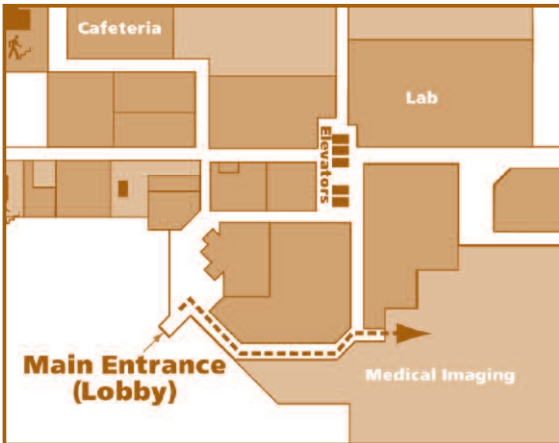 Cafeteria
Lab
Elevators
Main Entrance
(Lobby)
Medical Imaging